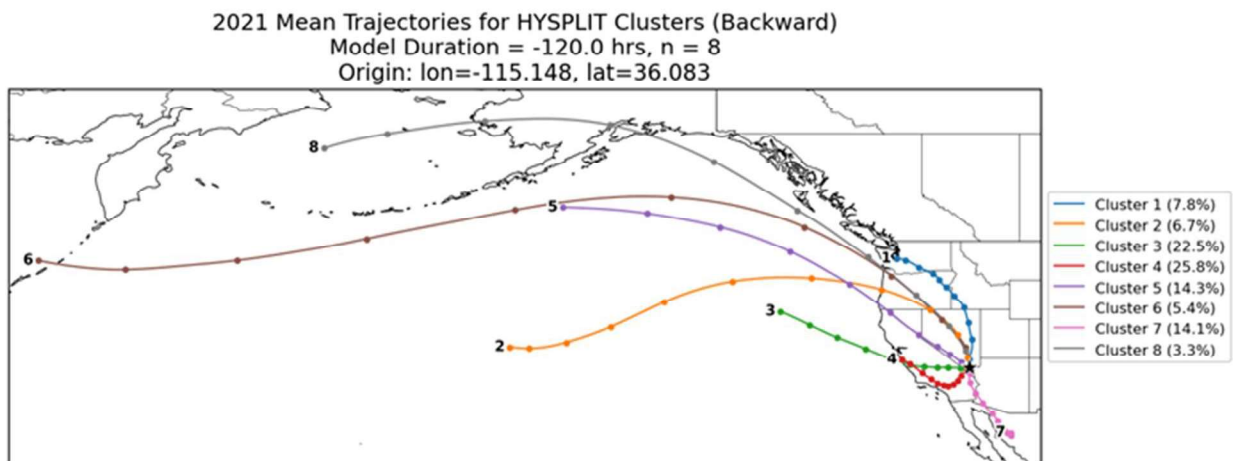 2021 Mean Trajectories for HYSPLIT Clusters (Backward)
Model Duration = -120.0 hrs, n = 8
Origin: lon=-115.148, lat=36.083
8
5
6
1
3
2
4
7
Cluster 1 (7.8%)
Cluster 2 (6.7%)
Cluster 3 (22.5%)
Cluster 4 (25.8%)
Cluster 5 (14.3%)
Cluster 6 (5.4%)
Cluster 7 (14.1%)
Cluster 8 (3.3%)